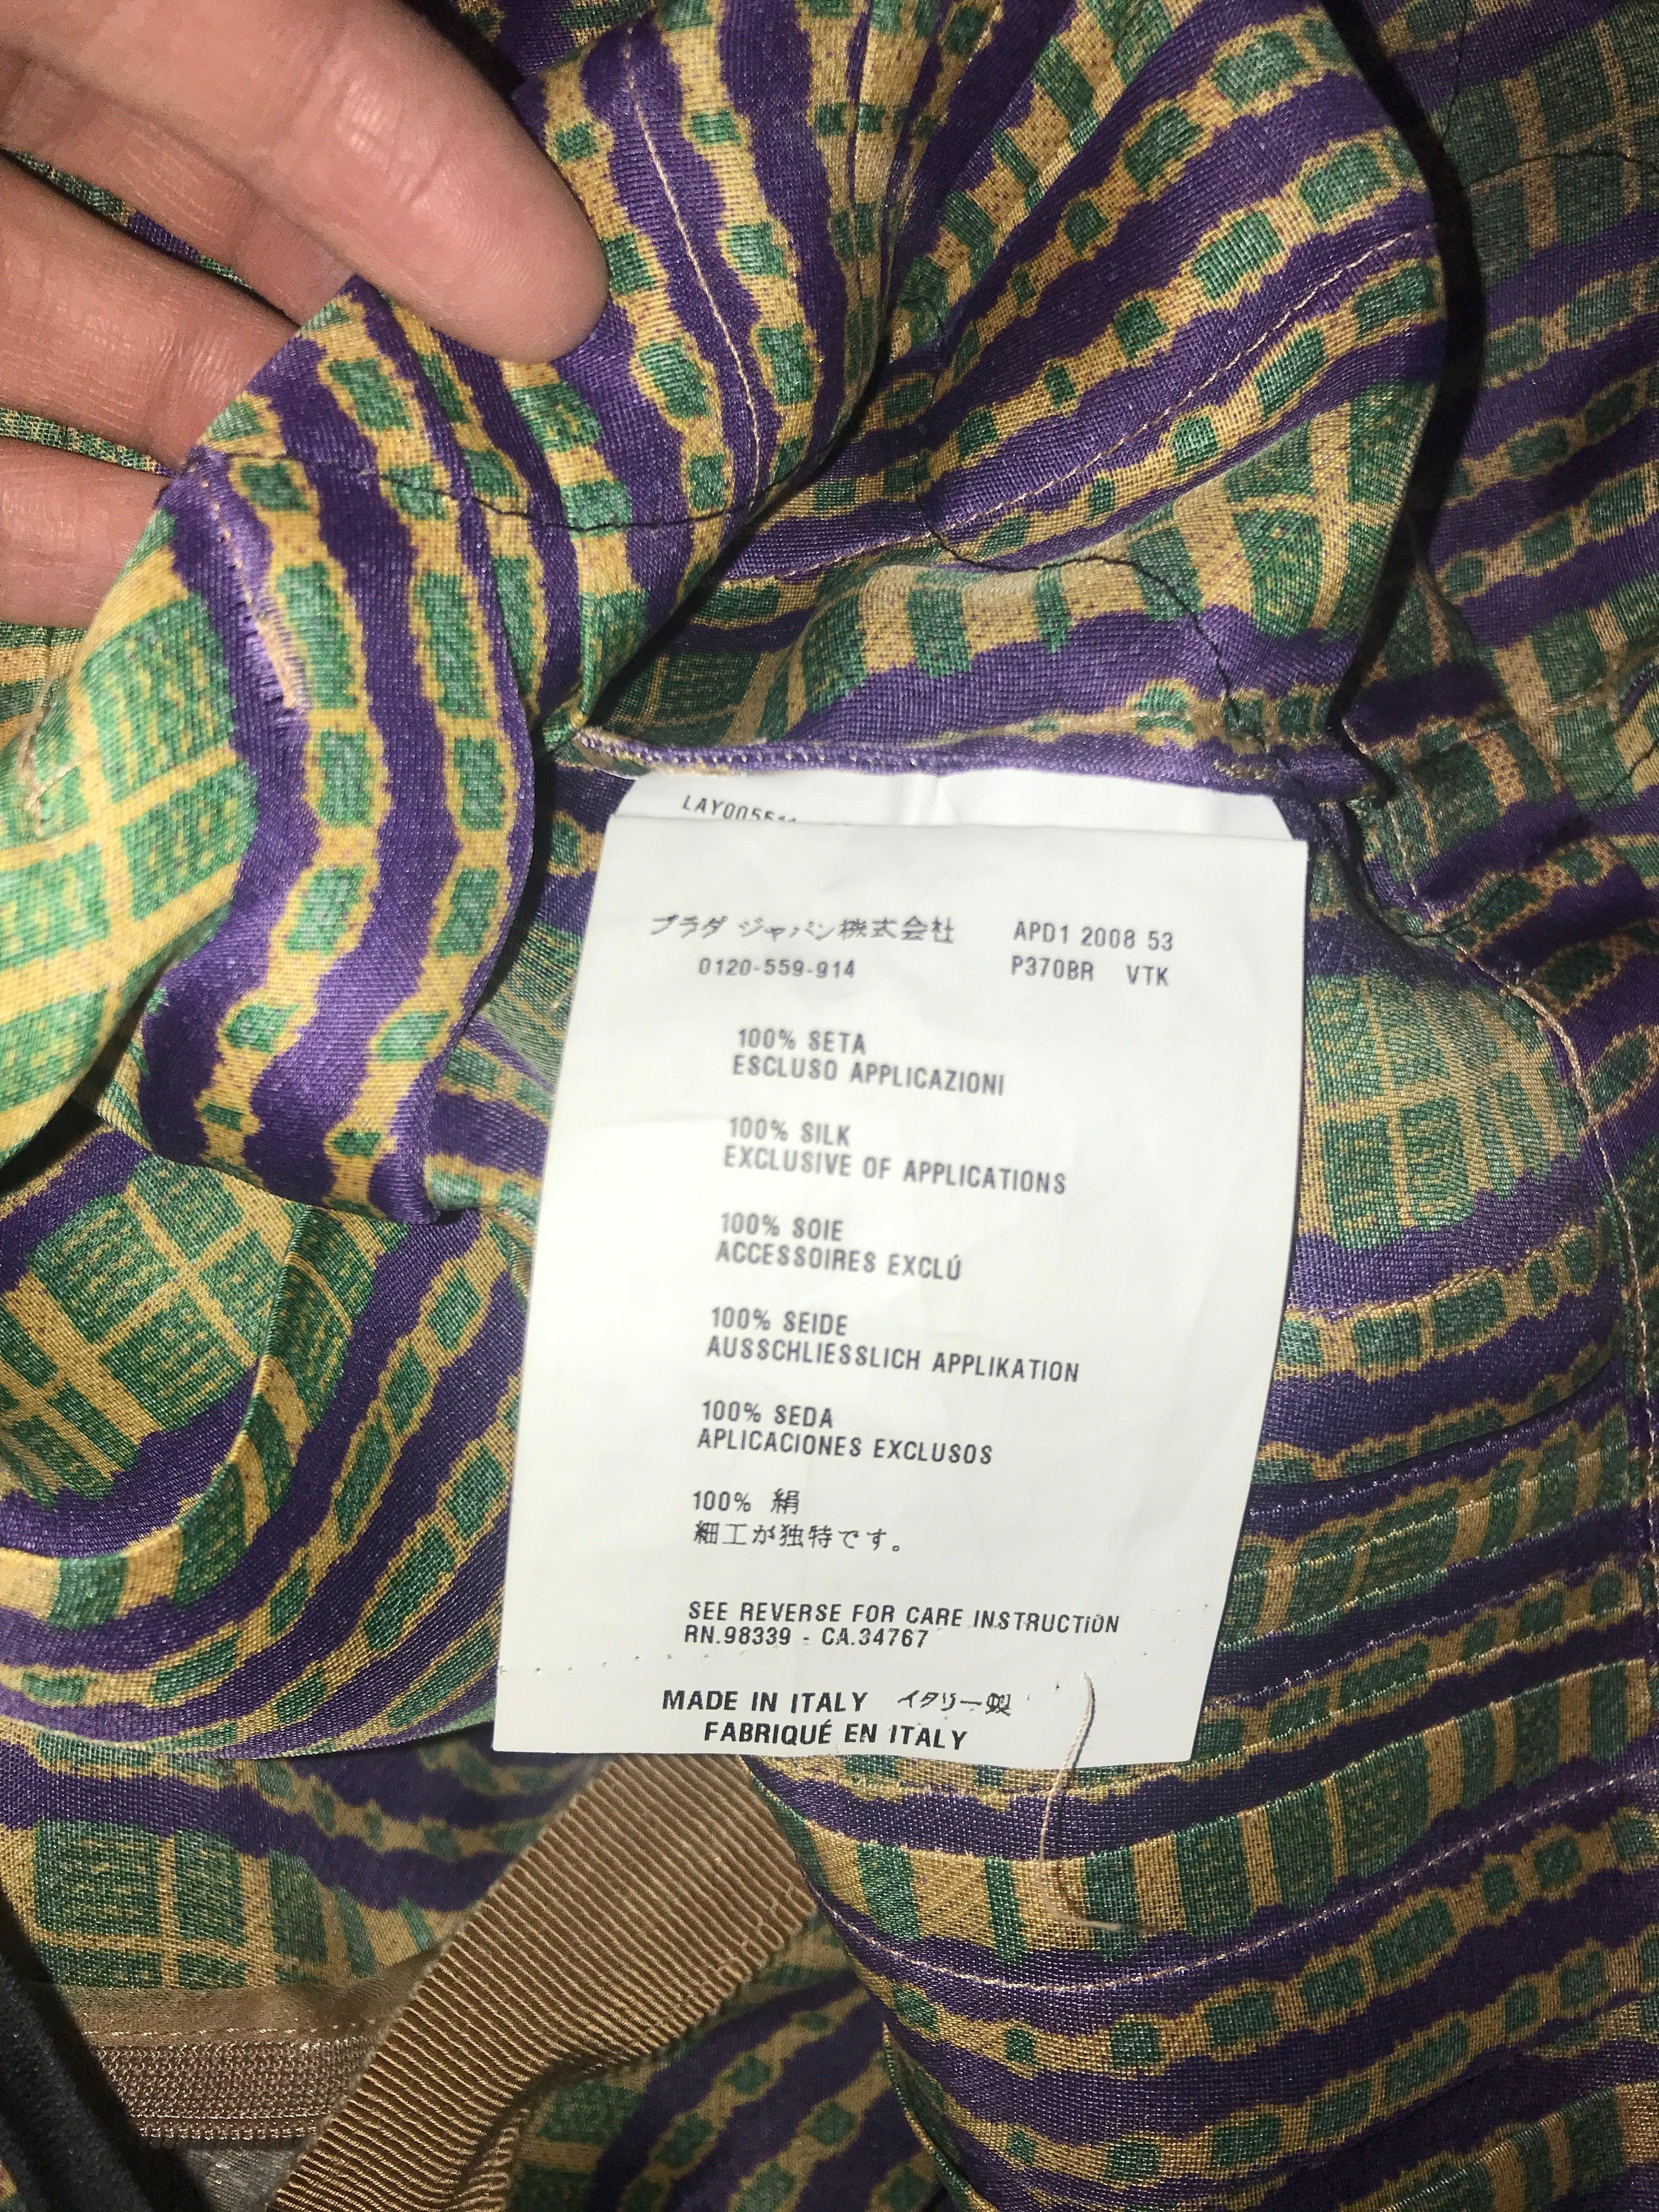 プラダ ジャパン株式会社 APD1 2008 53
0120-559-914 P370BR VTK
100% SETA
ESCLUSO APPLICAZIONI
100% SILK
EXCLUSIVE OF APPLICATIONS
100% SOIE
ACCESSOIRES EXCLÚ
100% SEIDE
AUSSCHLIESSLICH APPLIKATION
100% SEDA
APLICACIONES EXCLUSOS
100% 絹
細工が独特です。
SEE REVERSE FOR CARE INSTRUCTiON
RN.98339 - CA.34767
MADE IN ITALY イタリー製
FABRIQUÉ EN ITALY